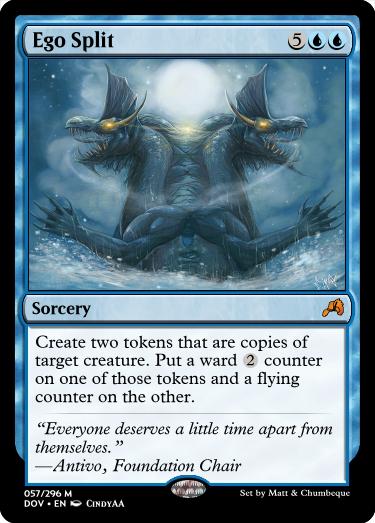 Ego Split 5
Sorcery
Create two tokens that are copies of
target creature. Put a ward 2 counter
on one of those tokens and a flying
counter on the other.
“Everyone deserves a little time apart from
themselves.”
—Antivo, Foundation Chair
057/296 M
DOV • EN CindyAA
Set by Matt & Chumbeque